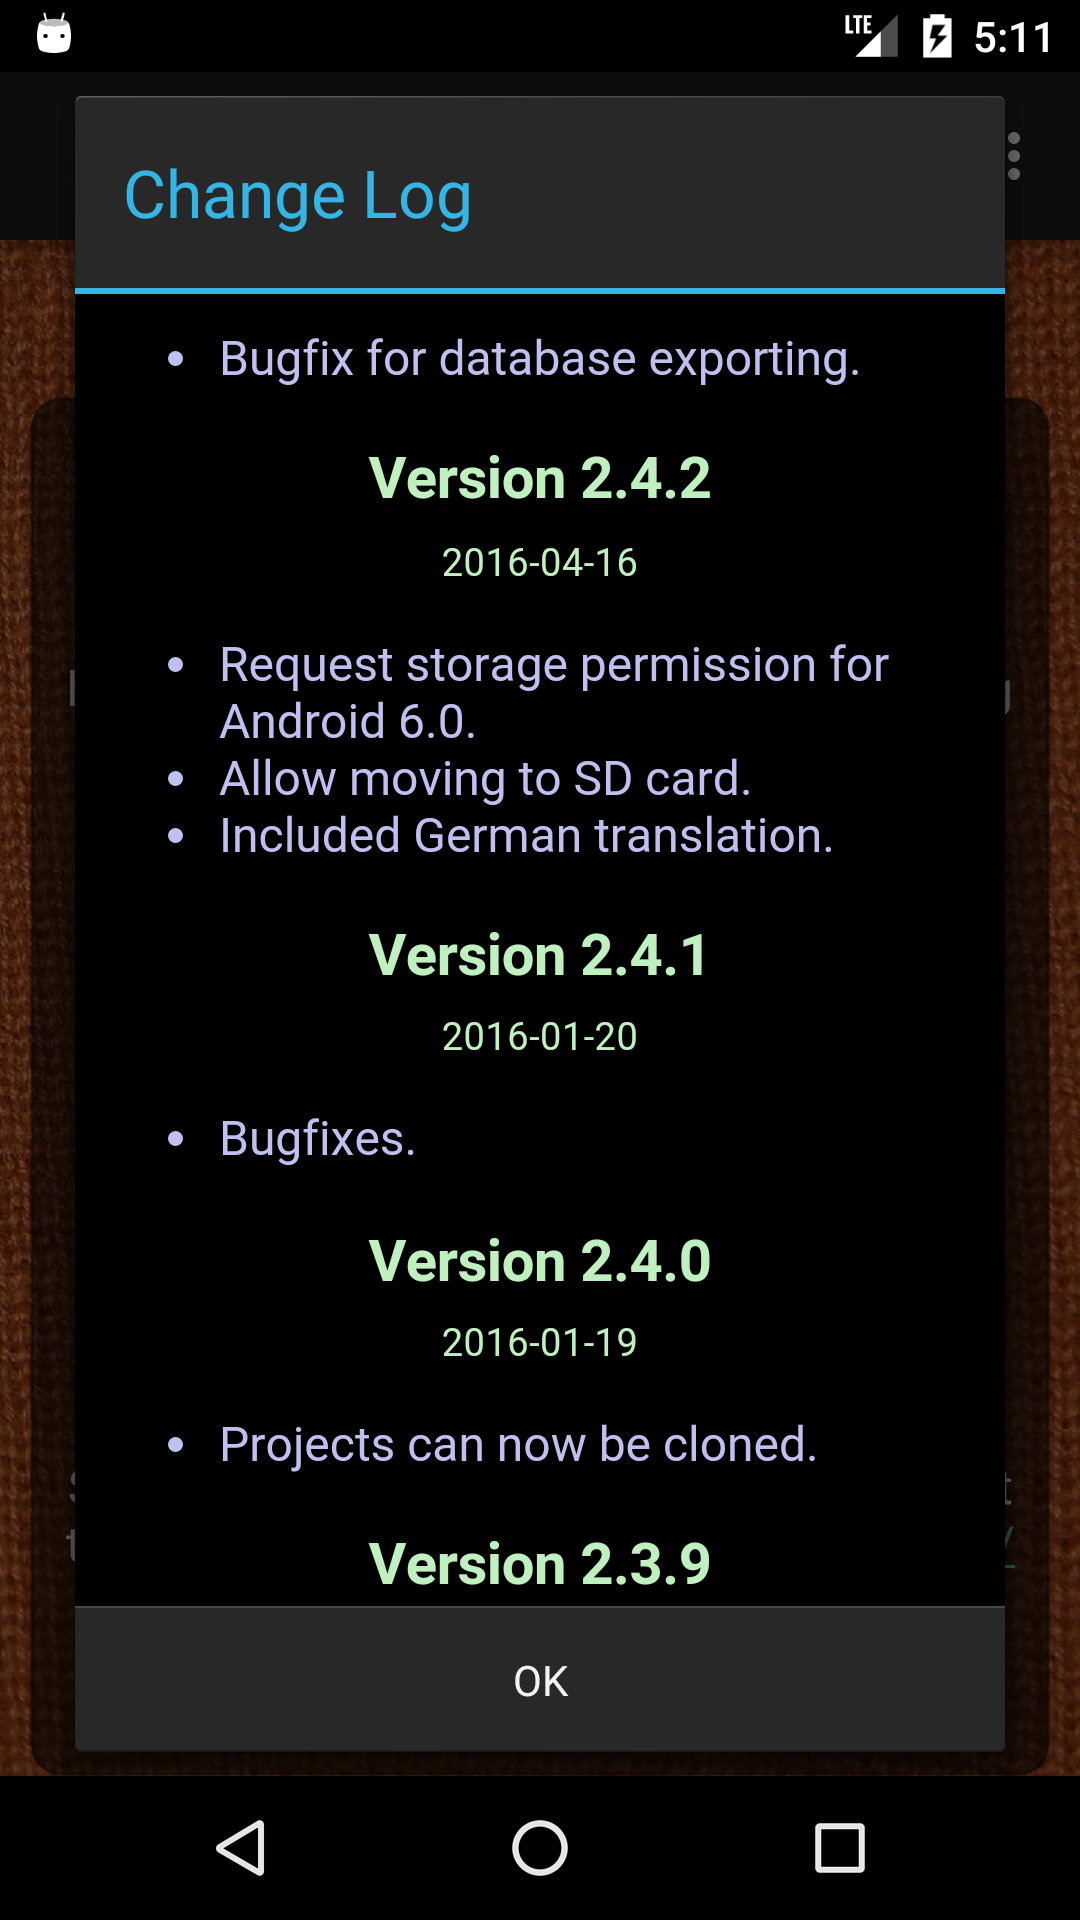 LTE 5:11
Change Log
• Bugfix for database exporting.
Version 2.4.2
2016-04-16
• Request storage permission for
Android 6.0.
• Allow moving to SD card.
• Included German translation.
Version 2.4.1
2016-01-20
• Bugfixes.
Version 2.4.0
2016-01-19
• Projects can now be cloned.
Version 2.3.9
OK